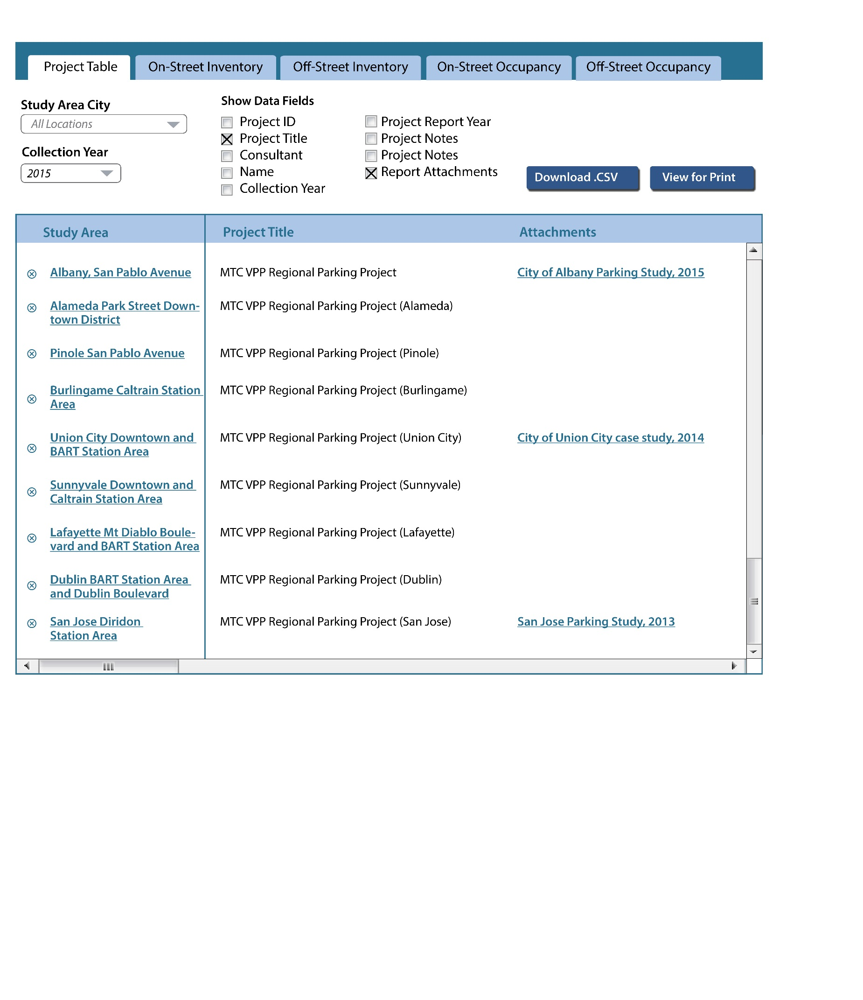 Project Table
On-Street Inventory
Off-Street Inventory
On-Street Occupancy
Off-Street Occupancy
Study Area City
All Locations
Collection Year
2015
Show Data Fields
Project ID
Project Title
Consultant
Name
Collection Year
Project Report Year
Project Notes
Project Notes
Report Attachments
Download .CSV
View for Print
Study Area
Project Title
Attachments
Albany, San Pablo Avenue
MTC VPP Regional Parking Project
City of Albany Parking Study, 2015
Alameda Park Street Down-
town District
MTC VPP Regional Parking Project (Alameda)
Pinole San Pablo Avenue
MTC VPP Regional Parking Project (Pinole)
Burlingame Caltrain Station
Area
MTC VPP Regional Parking Project (Burlingame)
Union City Downtown and
BART Station Area
MTC VPP Regional Parking Project (Union City)
City of Union City case study, 2014
Sunnyvale Downtown and
Caltrain Station Area
MTC VPP Regional Parking Project (Sunnyvale)
Lafayette Mt Diablo Boule-
vard and BART Station Area
MTC VPP Regional Parking Project (Lafayette)
Dublin BART Station Area
and Dublin Boulevard
MTC VPP Regional Parking Project (Dublin)
San Jose Diridon
Station Area
MTC VPP Regional Parking Project (San Jose)
San Jose Parking Study, 2013